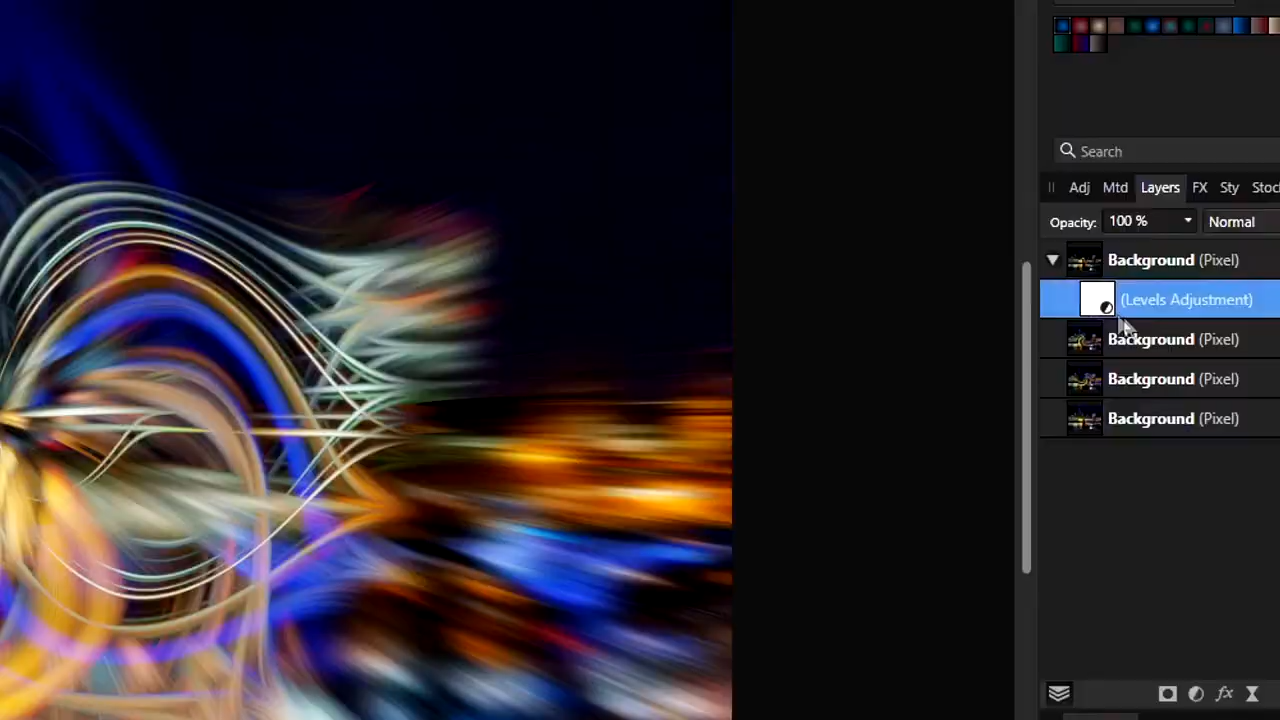 Search
Adj Mtd Layers FX Sty Stoc
Opacity: 100 % Normal
Background (Pixel)
(Levels Adjustment)
Background (Pixel)
Background (Pixel)
Background (Pixel)
fx